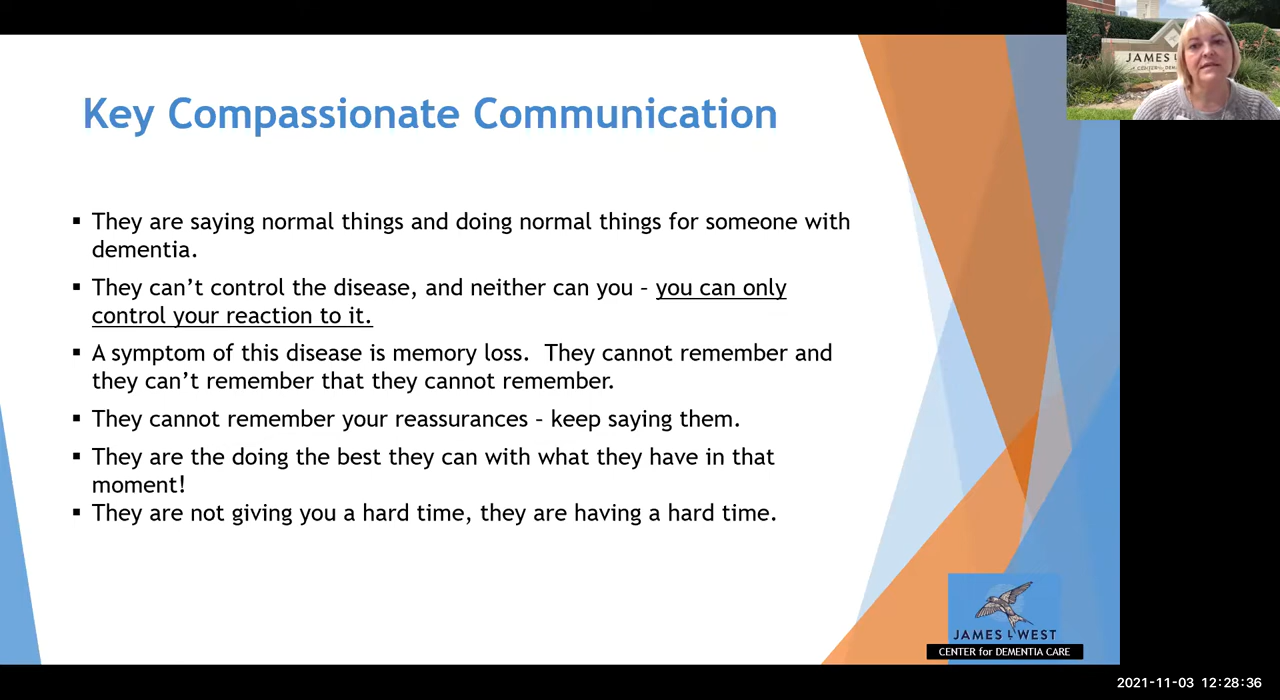 JAMES L
A CENTER for DEM
Key Compassionate Communication
▪ They are saying normal things and doing normal things for someone with
dementia.
▪ They can’t control the disease, and neither can you – you can only
control your reaction to it.
▪ A symptom of this disease is memory loss. They cannot remember and
they can’t remember that they cannot remember.
▪ They cannot remember your reassurances – keep saying them.
▪ They are the doing the best they can with what they have in that
moment!
▪ They are not giving you a hard time, they are having a hard time.
JAMES L WEST
CENTER for DEMENTIA CARE
2021-11-03 12:28:36